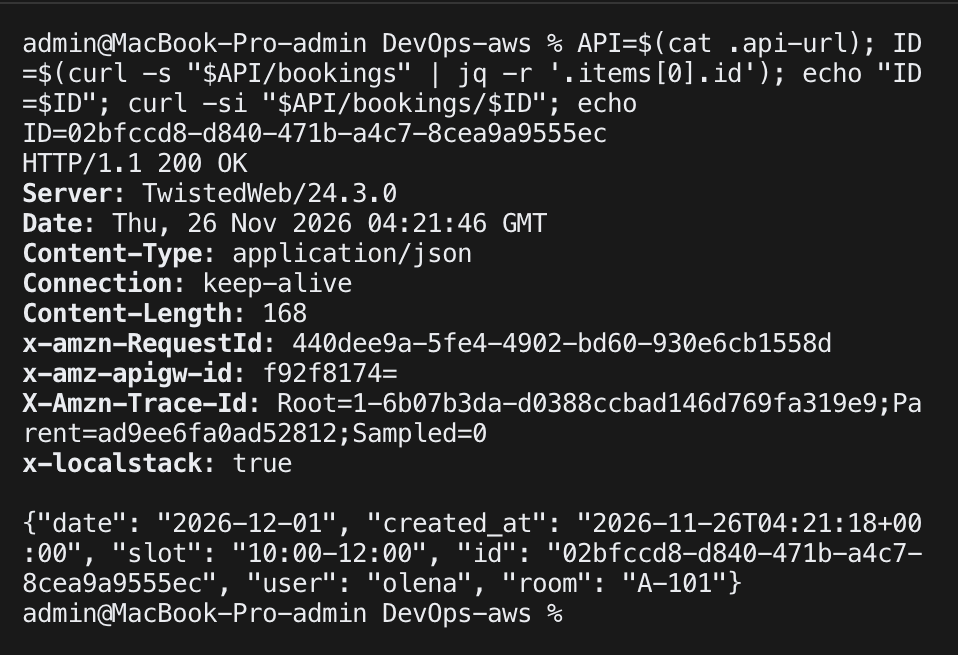 admin@MacBook-Pro-admin DevOps-aws % API=$(cat .api-url); ID
=$(curl -s "$API/bookings" | jq -r '.items[0].id'); echo "ID
=$ID"; curl -si "$API/bookings/$ID"; echo
ID=02bfccd8-d840-471b-a4c7-8cea9a9555ec
HTTP/1.1 200 OK
Server: TwistedWeb/24.3.0
Date: Thu, 26 Nov 2026 04:21:46 GMT
Content-Type: application/json
Connection: keep-alive
Content-Length: 168
x-amzn-RequestId: 440dee9a-5fe4-4902-bd60-930e6cb1558d
x-amz-apigw-id: f92f8174=
X-Amzn-Trace-Id: Root=1-6b07b3da-d0388ccbad146d769fa319e9;Pa
rent=ad9ee6fa0ad52812;Sampled=0
x-localstack: true

{"date": "2026-12-01", "created_at": "2026-11-26T04:21:18+00
:00", "slot": "10:00-12:00", "id": "02bfccd8-d840-471b-a4c7-
8cea9a9555ec", "user": "olena", "room": "A-101"}
admin@MacBook-Pro-admin DevOps-aws %